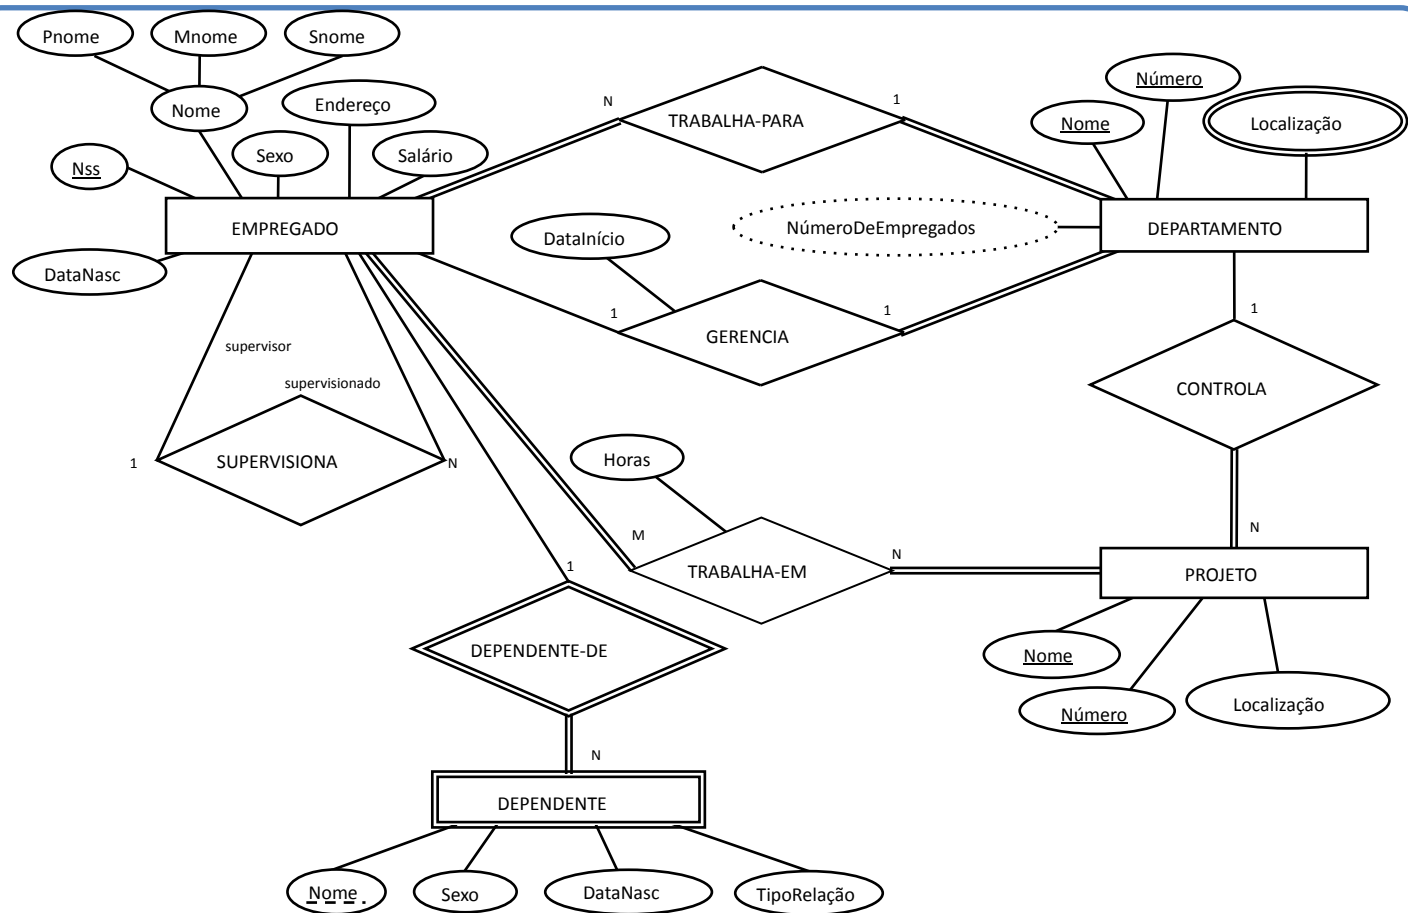 Pnome
Mnome
Snome
Nome
Endereço
Nss
Sexo
Salário
EMPREGADO
DataNasc
N
TRABALHA-PARA
1
Número
Nome
Localização
DataInício
NúmeroDeEmpregados
DEPARTAMENTO
1
GERENCIA
1
1
CONTROLA
supervisor
supervisionado
1
SUPERVISIONA
N
Horas
M
TRABALHA-EM
N
N
PROJETO
1
DEPENDENTE-DE
Nome
Número
Localização
N
DEPENDENTE
Nome
Sexo
DataNasc
TipoRelação